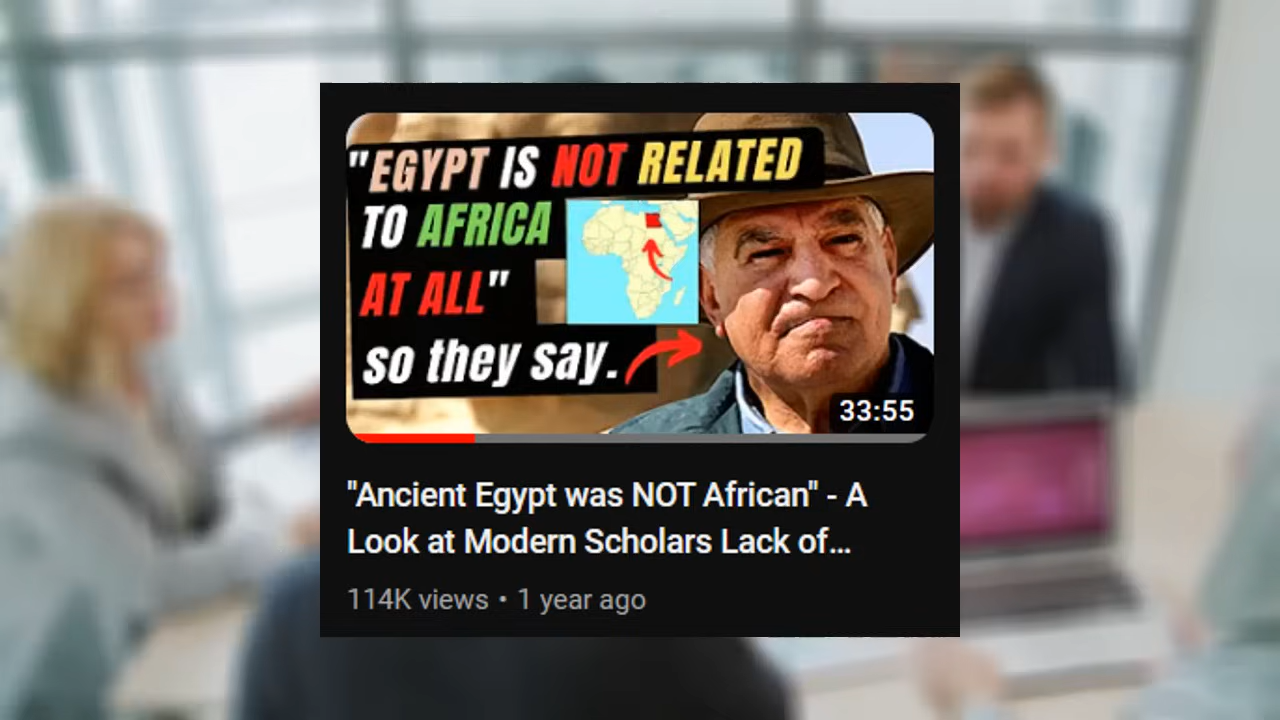 "EGYPT IS NOT RELATED
TO AFRICA
AT ALL"
so they say.
33:55
"Ancient Egypt was NOT African" - A
Look at Modern Scholars Lack of...
114K views • 1 year ago